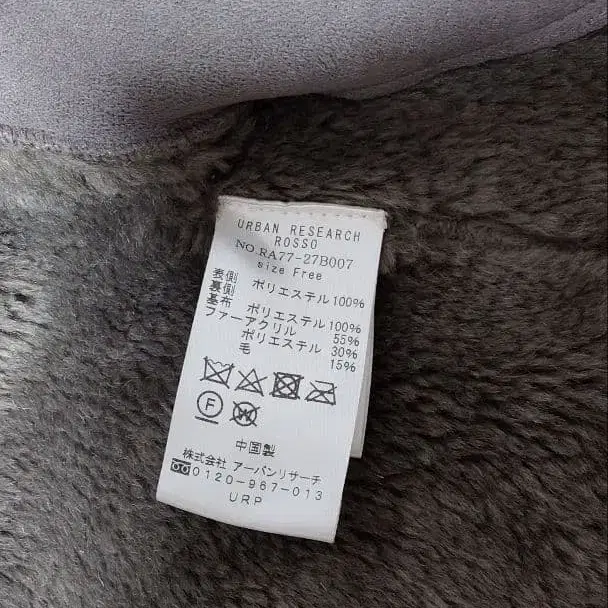 URBAN RESEARCH
ROSSO
NO.RA77-27B007
size Free
表側 ポリエステル100%
裏側
基布 ポリエステル100%
ファーアクリル 55%
ポリエステル 30%
毛 15%
F
W
中国製
株式会社 アーバンリサーチ
0120-967-013
URP